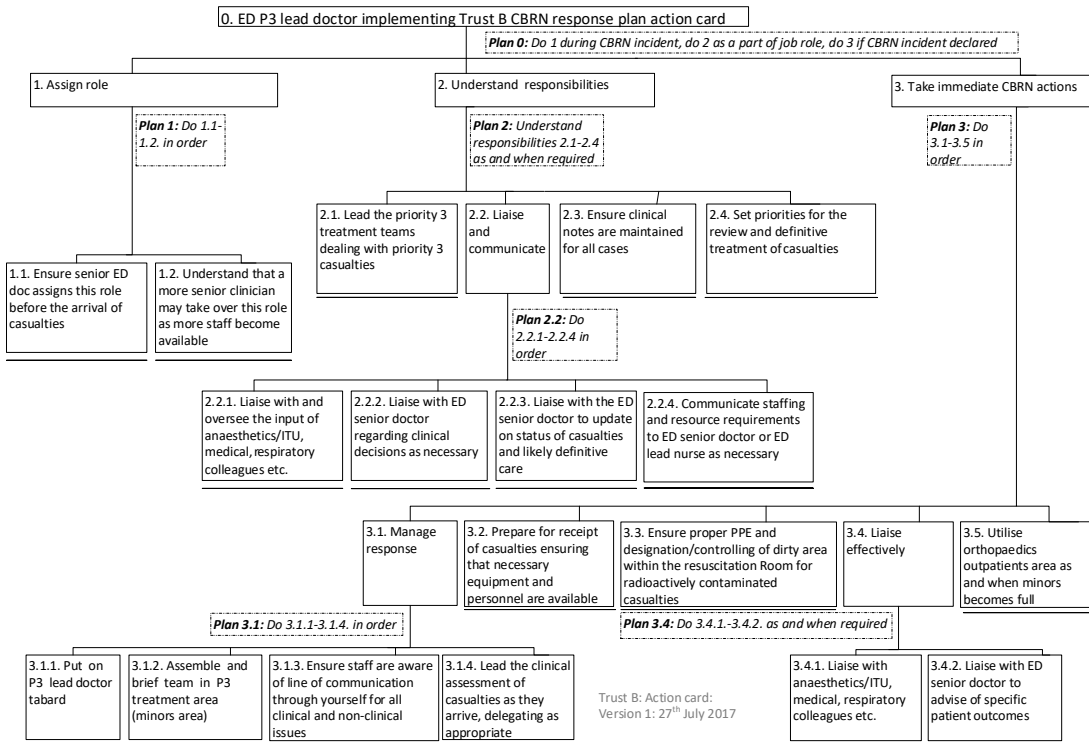 0. ED P3 lead doctor implementing Trust B CBRN response plan action card
Plan 0: Do 1 during CBRN incident, do 2 as a part of job role, do 3 if CBRN incident declared
1. Assign role
2. Understand responsibilities
3. Take immediate CBRN actions
Plan 1: Do 1.1-
1.2. in order
Plan 2: Understand
responsibilities 2.1-2.4
as and when required
Plan 3: Do
3.1-3.5 in
order
2.1. Lead the priority 3
treatment teams
dealing with priority 3
casualties
2.2. Liaise
and
communicate
2.3. Ensure clinical
notes are maintained
for all cases
2.4. Set priorities for the
review and definitive
treatment of casualties
1.1. Ensure senior ED
doc assigns this role
before the arrival of
casualties
1.2. Understand that a
more senior clinician
may take over this role
as more staff become
available
Plan 2.2: Do
2.2.1-2.2.4 in
order
2.2.1. Liaise with and
oversee the input of
anaesthetics/ITU,
medical, respiratory
colleagues etc.
2.2.2. Liaise with ED
senior doctor
regarding clinical
decisions as necessary
2.2.3. Liaise with the ED
senior doctor to update
on status of casualties
and likely definitive
care
2.2.4. Communicate staffing
and resource requirements
to ED senior doctor or ED
lead nurse as necessary
3.1. Manage
response
3.2. Prepare for receipt
of casualties ensuring
that necessary
equipment and
personnel are available
3.3. Ensure proper PPE and
designation/controlling of dirty area
within the resuscitation Room for
radioactively contaminated
casualties
3.4. Liaise
effectively
3.5. Utilise
orthopaedics
outpatients area as
and when minors
becomes full
Plan 3.1: Do 3.1.1-3.1.4. in order
Plan 3.4: Do 3.4.1.-3.4.2. as and when required
3.1.1. Put on
P3 lead doctor
tabard
3.1.2. Assemble and
brief team in P3
treatment area
(minors area)
3.1.3. Ensure staff are aware
of line of communication
through yourself for all
clinical and non-clinical
issues
3.1.4. Lead the clinical
assessment of
casualties as they
arrive, delegating as
appropriate
Trust B: Action card:
Version 1: 27th July 2017
3.4.1. Liaise with
anaesthetics/ITU,
medical, respiratory
colleagues etc.
3.4.2. Liaise with ED
senior doctor to
advise of specific
patient outcomes